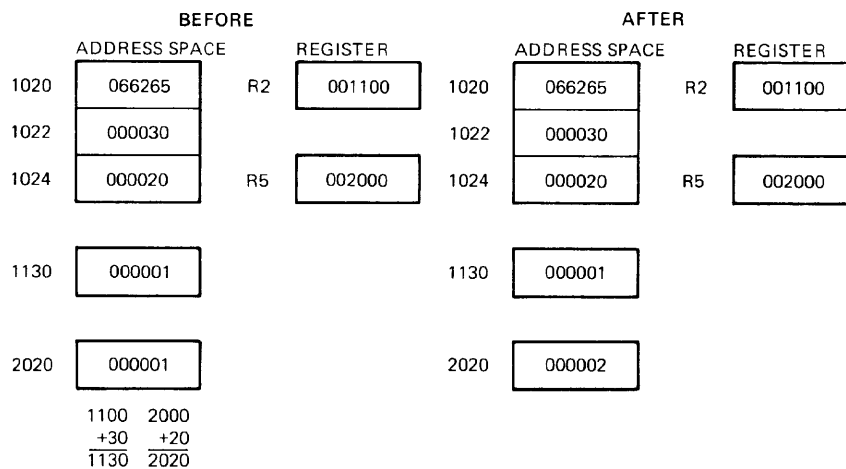 BEFORE AFTER
ADDRESS SPACE REGISTER ADDRESS SPACE REGISTER
1020 066265 R2 001100 1020 066265 R2 001100
1022 000030 1022 000030
1024 000020 R5 002000 1024 000020 R5 002000
1130 000001 1130 000001
2020 000001 2020 000002
1100 2000
+30 +20
1130 2020